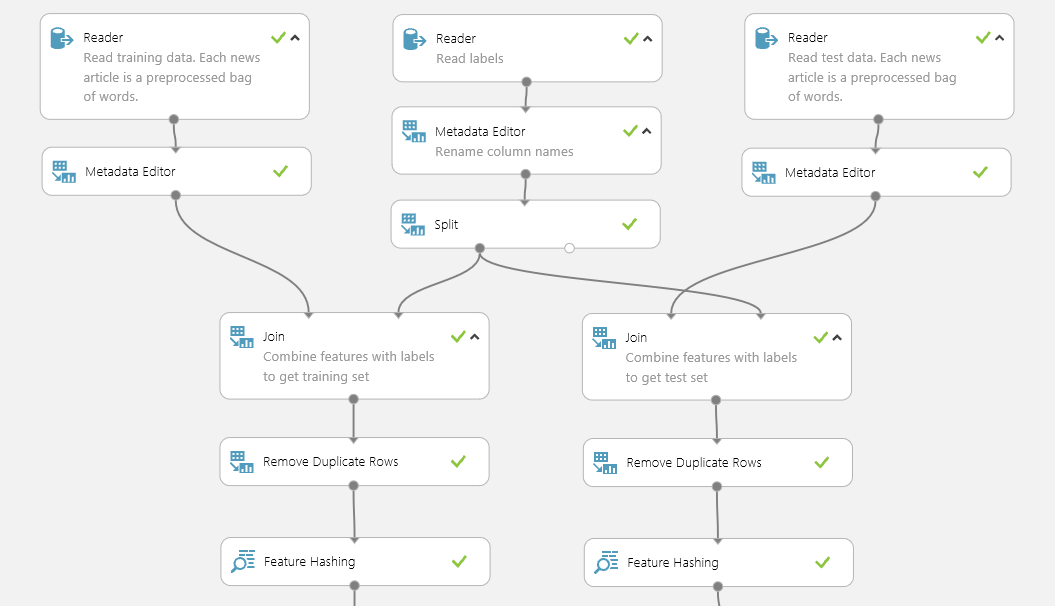 Reader
Read training data. Each news
article is a preprocessed bag
of words.
Reader
Read labels
Reader
Read test data. Each news
article is a preprocessed bag
of words.
Metadata Editor
Metadata Editor
Rename column names
Metadata Editor
Split
Join
Combine features with labels
to get training set
Join
Combine features with labels
to get test set
Remove Duplicate Rows
Remove Duplicate Rows
Feature Hashing
Feature Hashing